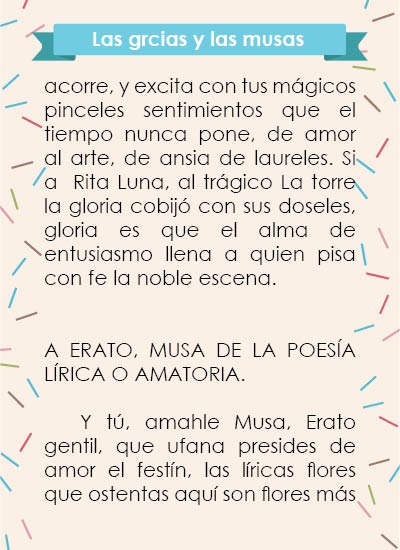 Las grcias y las musas
acorre, y excita con tus mágicos
pinceles sentimientos que el
tiempo nunca pone, de amor
al arte, de ansia de laureles. Si
a Rita Luna, al trágico La torre
la gloria cobijó con sus doseles,
gloria es que el alma de
entusiasmo llena a quien pisa
con fe la noble escena.
A ERATO, MUSA DE LA POESÍA
LÍRICA O AMATORIA.
Y tú, amahle Musa, Erato
gentil, que ufana presides de
amor el festín, las líricas flores
que ostentas aquí son flores más